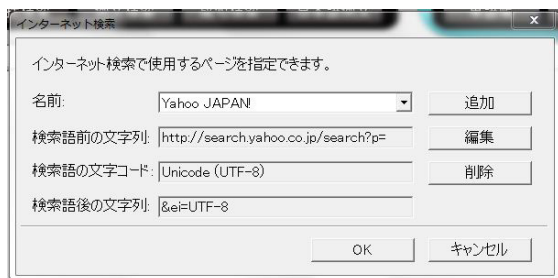 インターネット検索
x
インターネット検索で使用するページを指定できます。
名前: Yahoo JAPAN! 追加
検索語前の文字列: http://search.yahoo.co.jp/search?p= 編集
検索語の文字コード: Unicode (UTF-8) 削除
検索語後の文字列: &ei=UTF-8
OK キャンセル